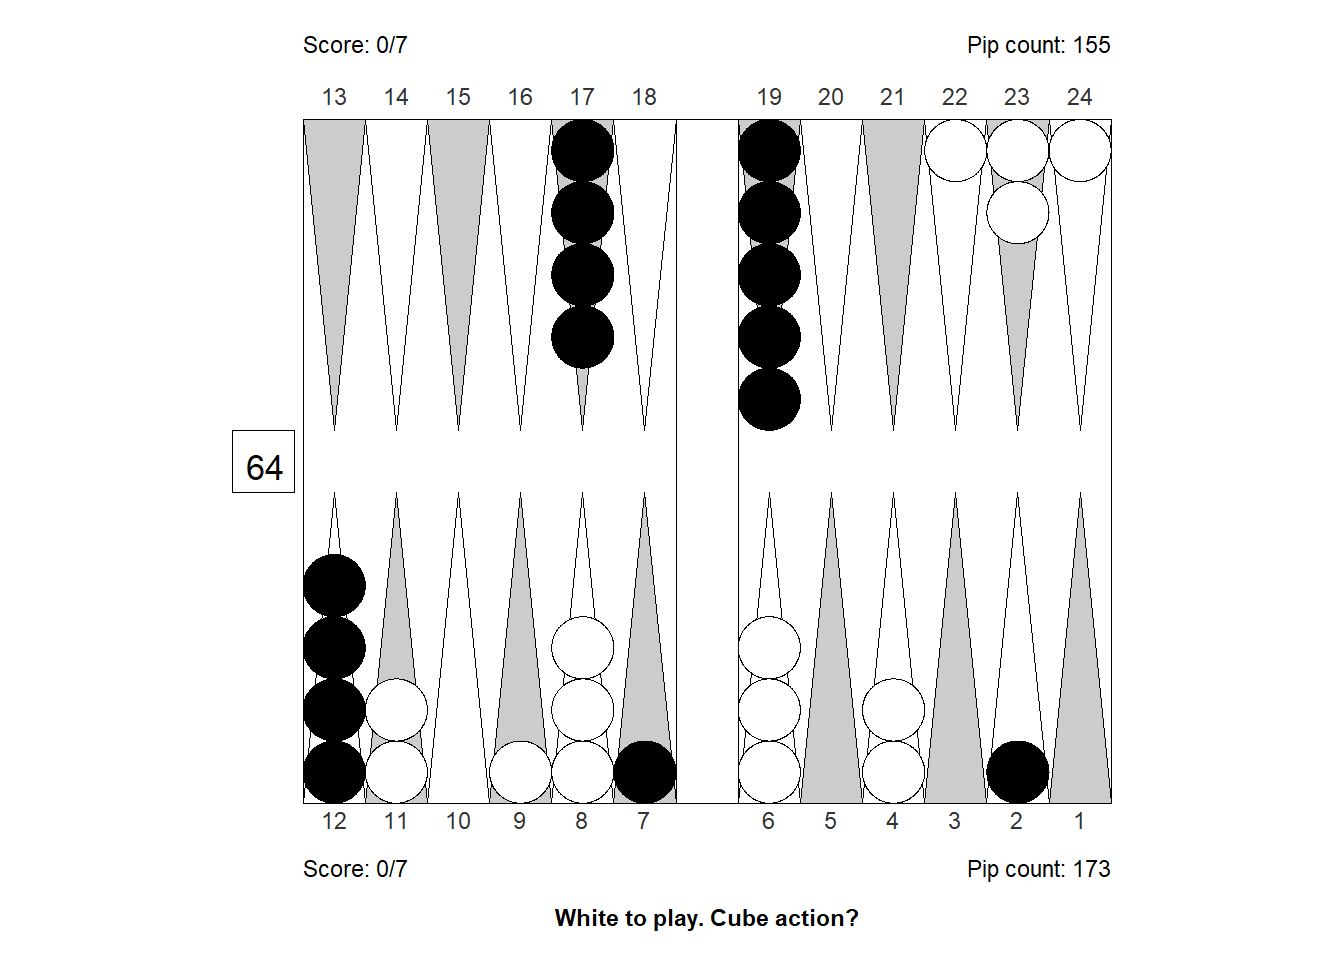 Score: 0/7 Pip count: 155
13 14 15 16 17 18 19 20 21 22 23 24
64
12 11 10 9 8 7 6 5 4 3 2 1
Score: 0/7 Pip count: 173
White to play. Cube action?